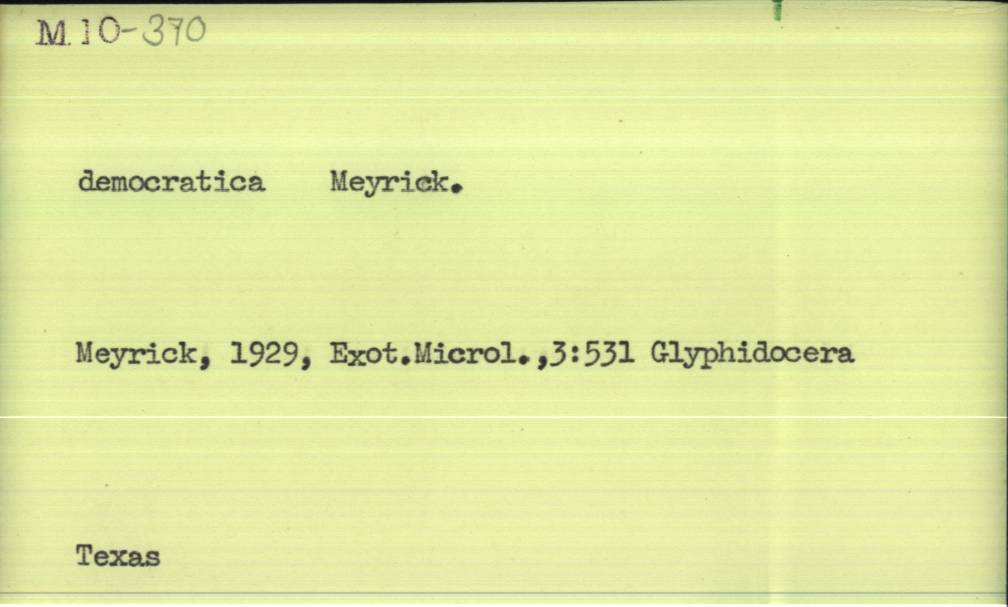 M.10-370
democratica Meyrick.
Meyrick, 1929, Exot.Microl.,3:531 Glyphidocera
Texas